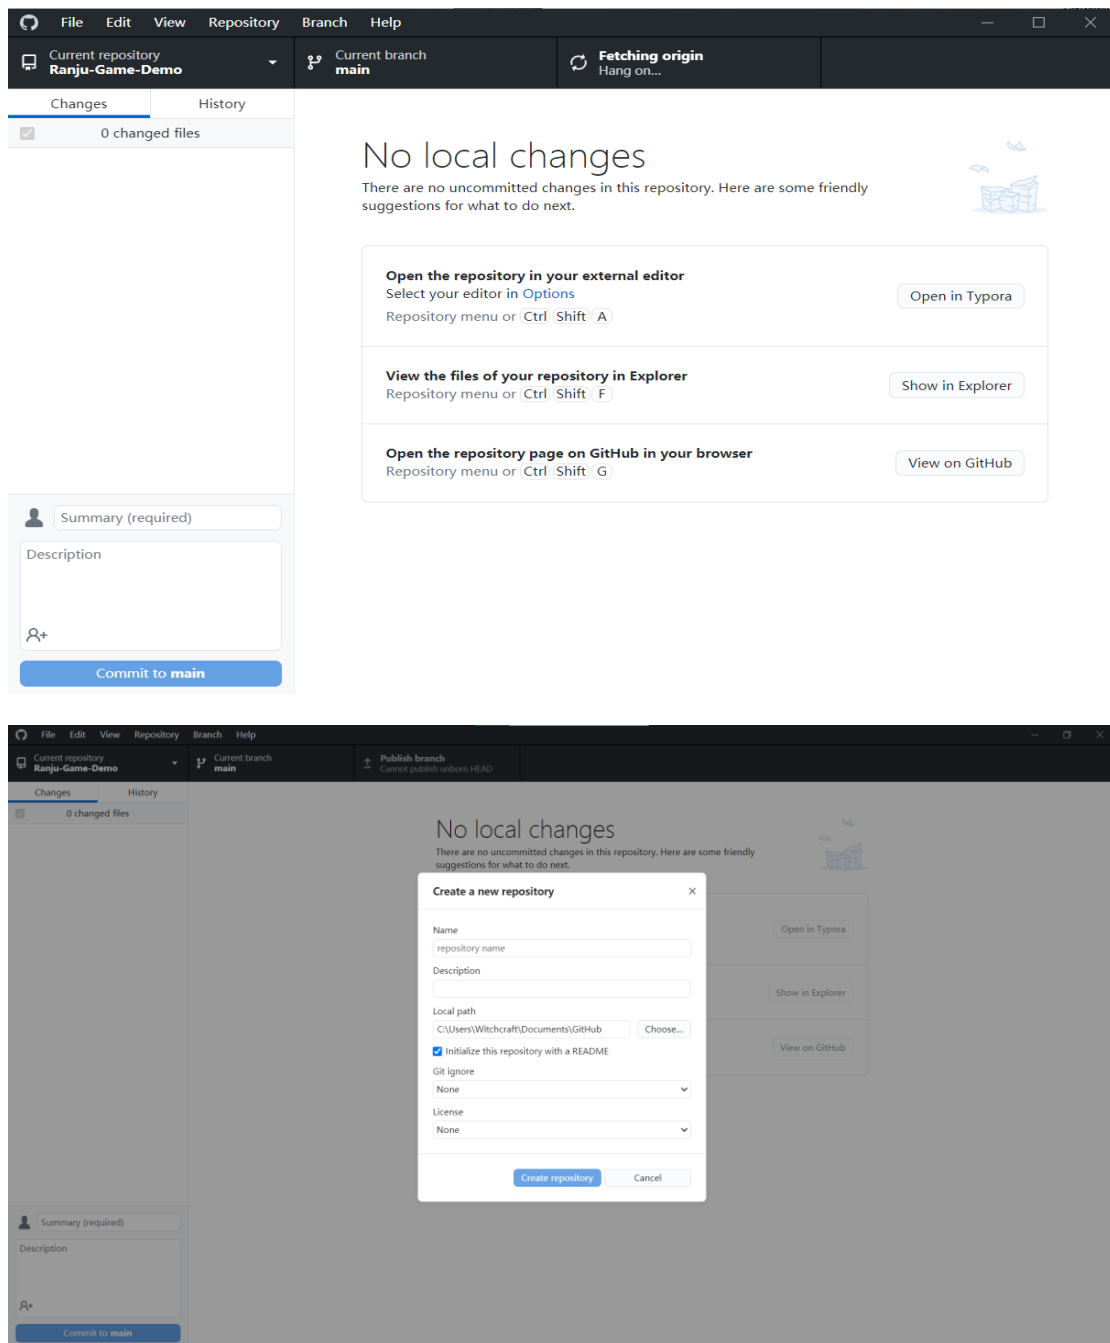 File Edit View Repository Branch Help
Current repository
Ranju-Game-Demo
Current branch
main
Fetching origin
Hang on...
Changes History
0 changed files
No local changes
There are no uncommitted changes in this repository. Here are some friendly
suggestions for what to do next.
Open the repository in your external editor
Select your editor in Options
Repository menu or Ctrl Shift A
Open in Typora
View the files of your repository in Explorer
Repository menu or Ctrl Shift F
Show in Explorer
Open the repository page on GitHub in your browser
Repository menu or Ctrl Shift G
View on GitHub
Summary (required)
Description
Commit to main
File Edit View Repository Branch Help
Current repository
Ranju-Game-Demo
Current branch
main
Publish branch
Cannot publish unborn HEAD
Changes History
0 changed files
No local changes
There are no uncommitted changes in this repository. Here are some friendly
suggestions for what to do next.
Open in Typora
Show in Explorer
View on GitHub
Create a new repository
Name
repository name
Description
Local path
C:\Users\Witchcraft\Documents\GitHub Choose...
Initialize this repository with a README
Git ignore
None
License
None
Create repository Cancel
Summary (required)
Description
Commit to main